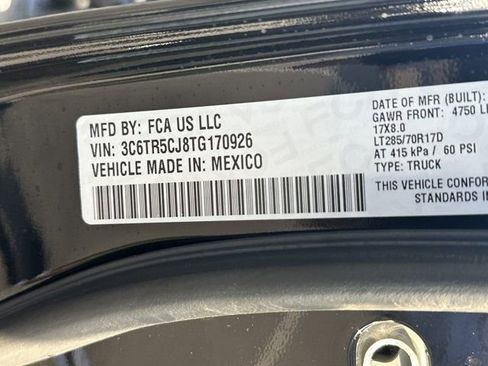 MFD BY: FCA US LLC
VIN: 3C6TR5CJ8TG170926
VEHICLE MADE IN: MEXICO
DATE OF MFR (BUILT):
GAWR FRONT: 4750 L
17X8.0
LT285/70R17D
AT 415 kPa / 60 PSI
TYPE: TRUCK
THIS VEHICLE CONFOR
STANDARDS IN